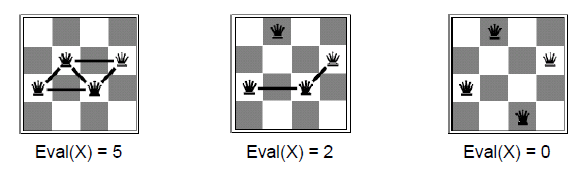 Eval(X) = 5 Eval(X) = 2 Eval(X) = 0